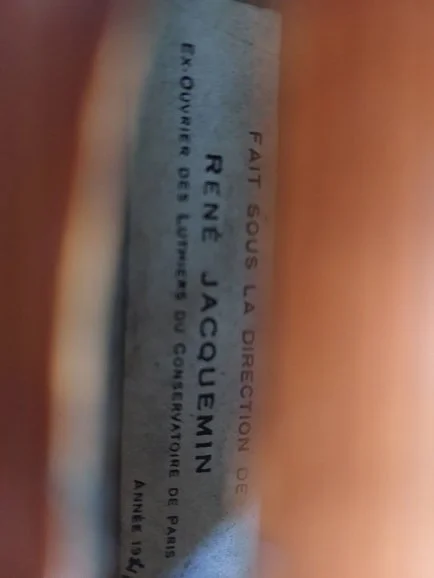 FAIT SOUS LA DIRECTION DE
RENÉ JACQUEMIN
EX-OUVRIER DES LUTHIERS DU CONSERVATOIRE DE PARIS
ANNÉE